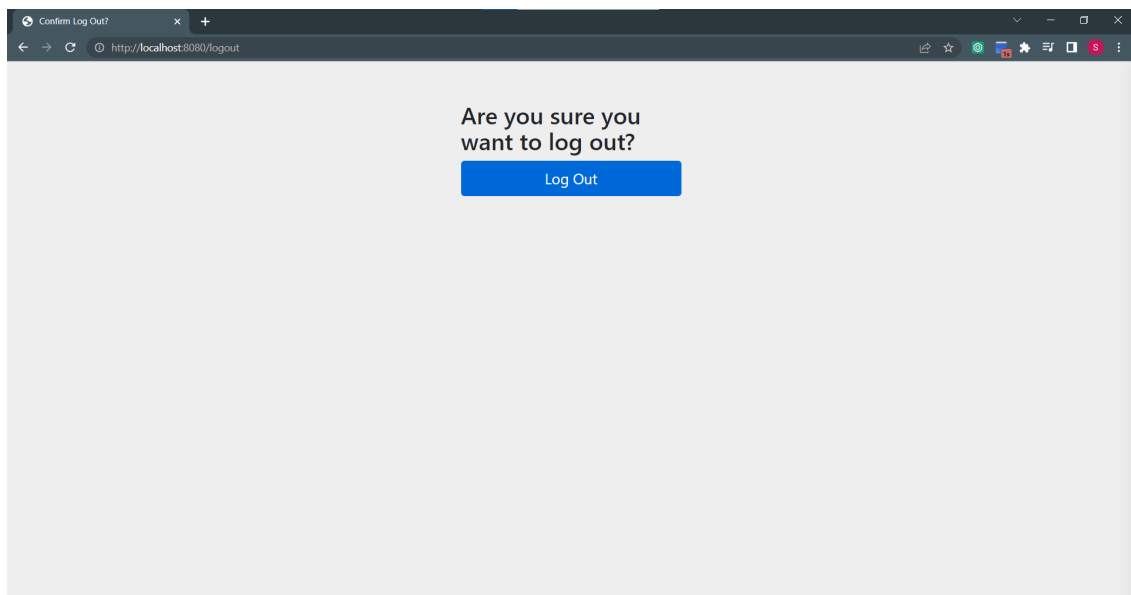 Confirm Log Out?
http://localhost:8080/logout
S
Are you sure you
want to log out?
Log Out